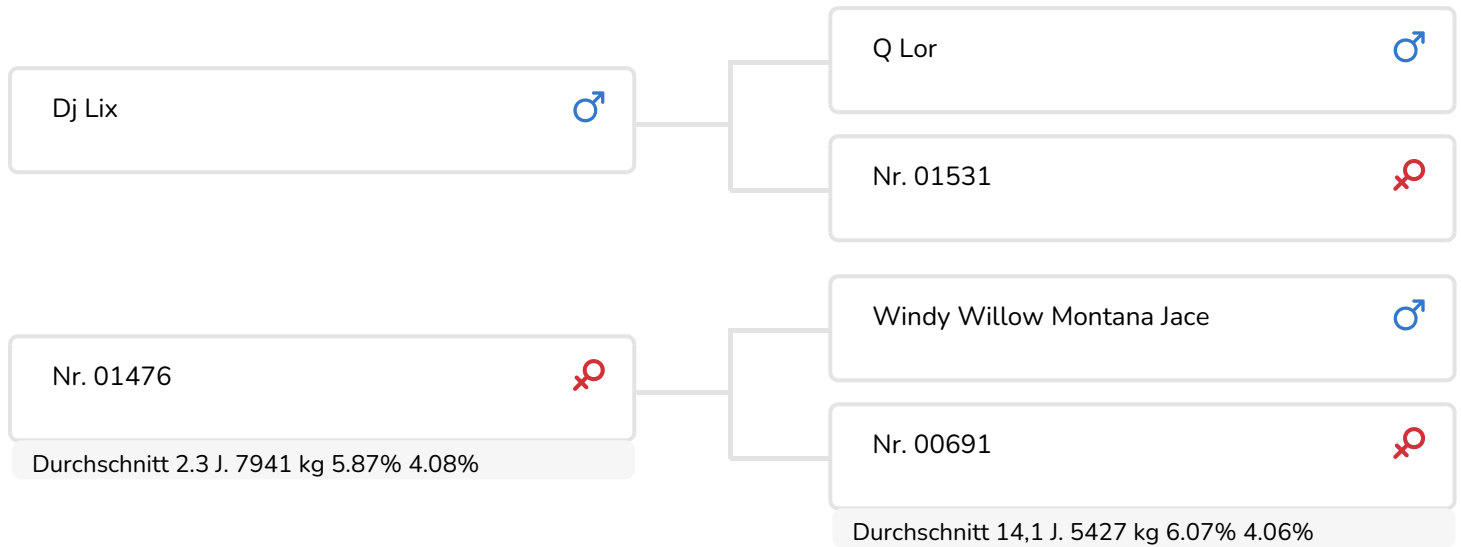 Dj Lix
Q Lor
Nr. 01531
Nr. 01476
Durchschnitt 2.3 J. 7941 kg 5.87% 4.08%
Windy Willow Montana Jace
Nr. 00691
Durchschnitt 14,1 J. 5427 kg 6.07% 4.06%